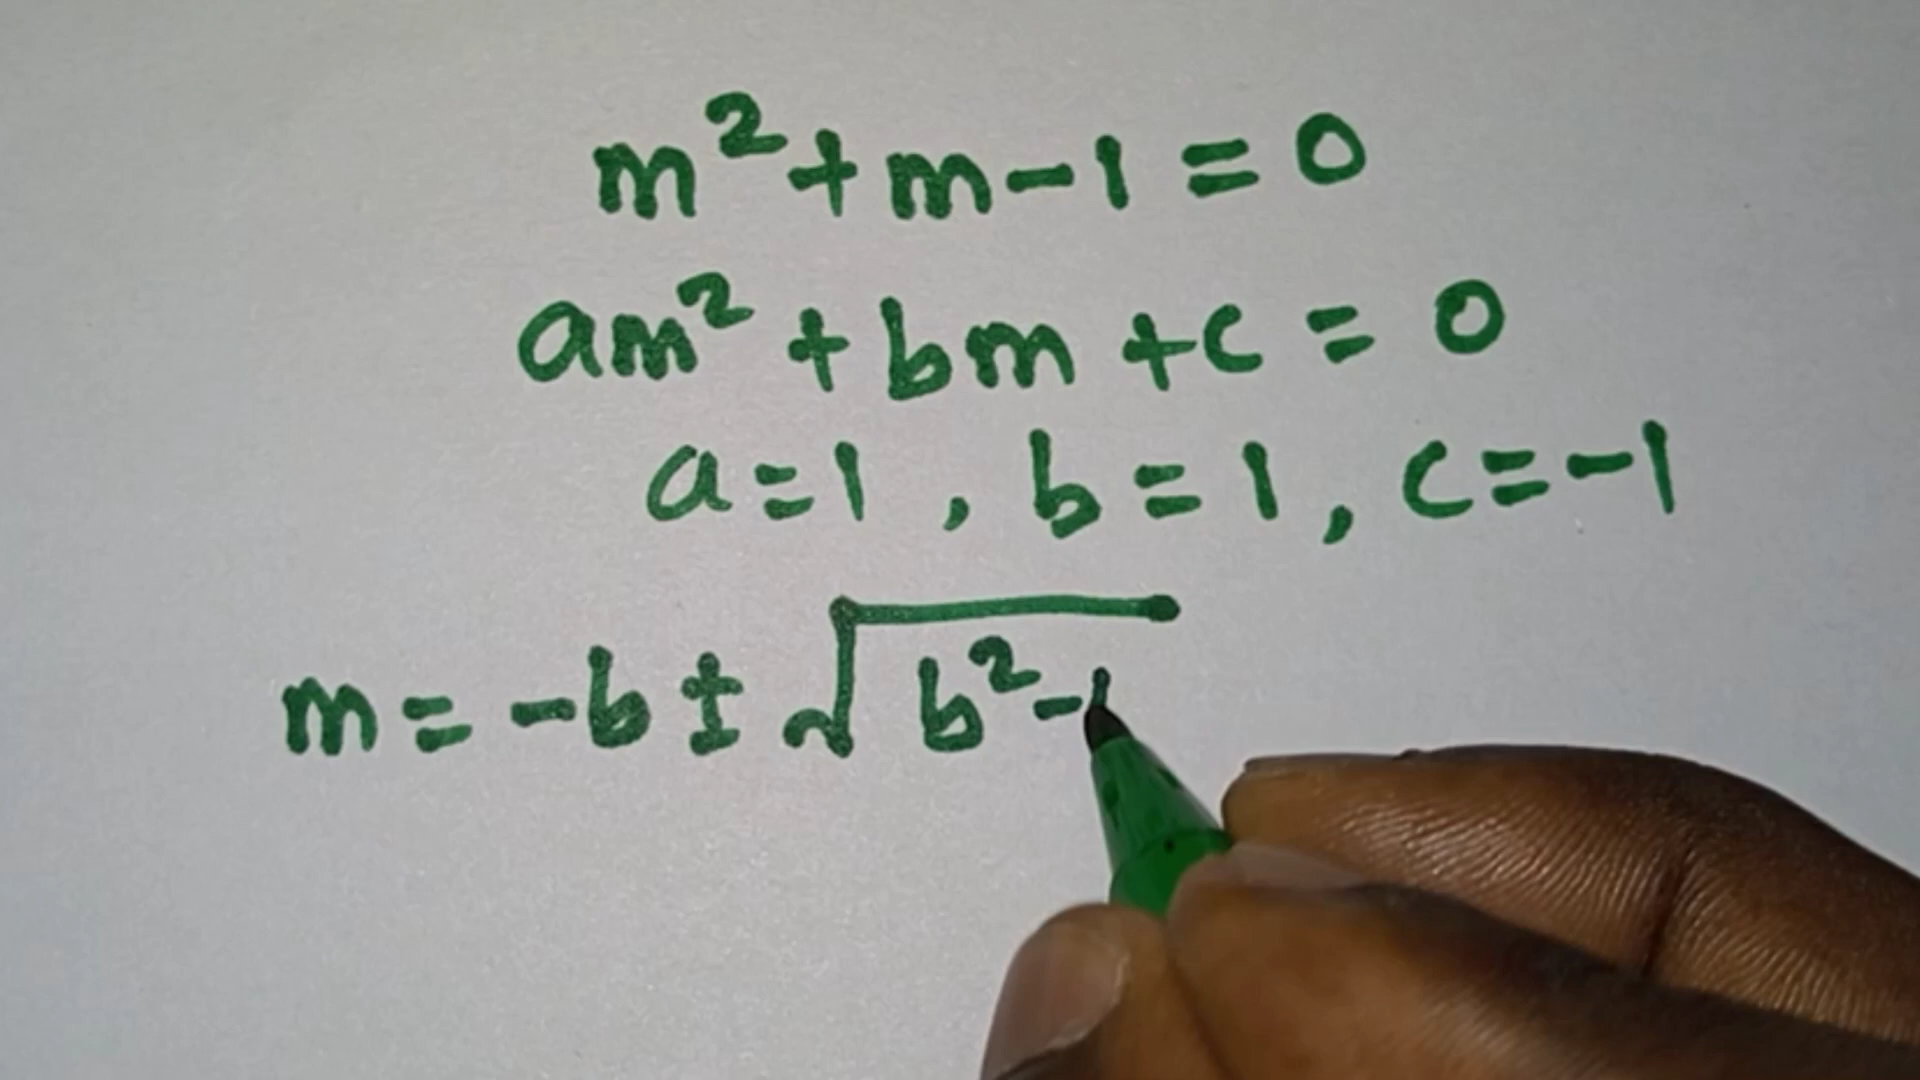 m²+m-1=0
am²+bm+c=0
a=1, b=1, c=-1
m=-b±√b²-